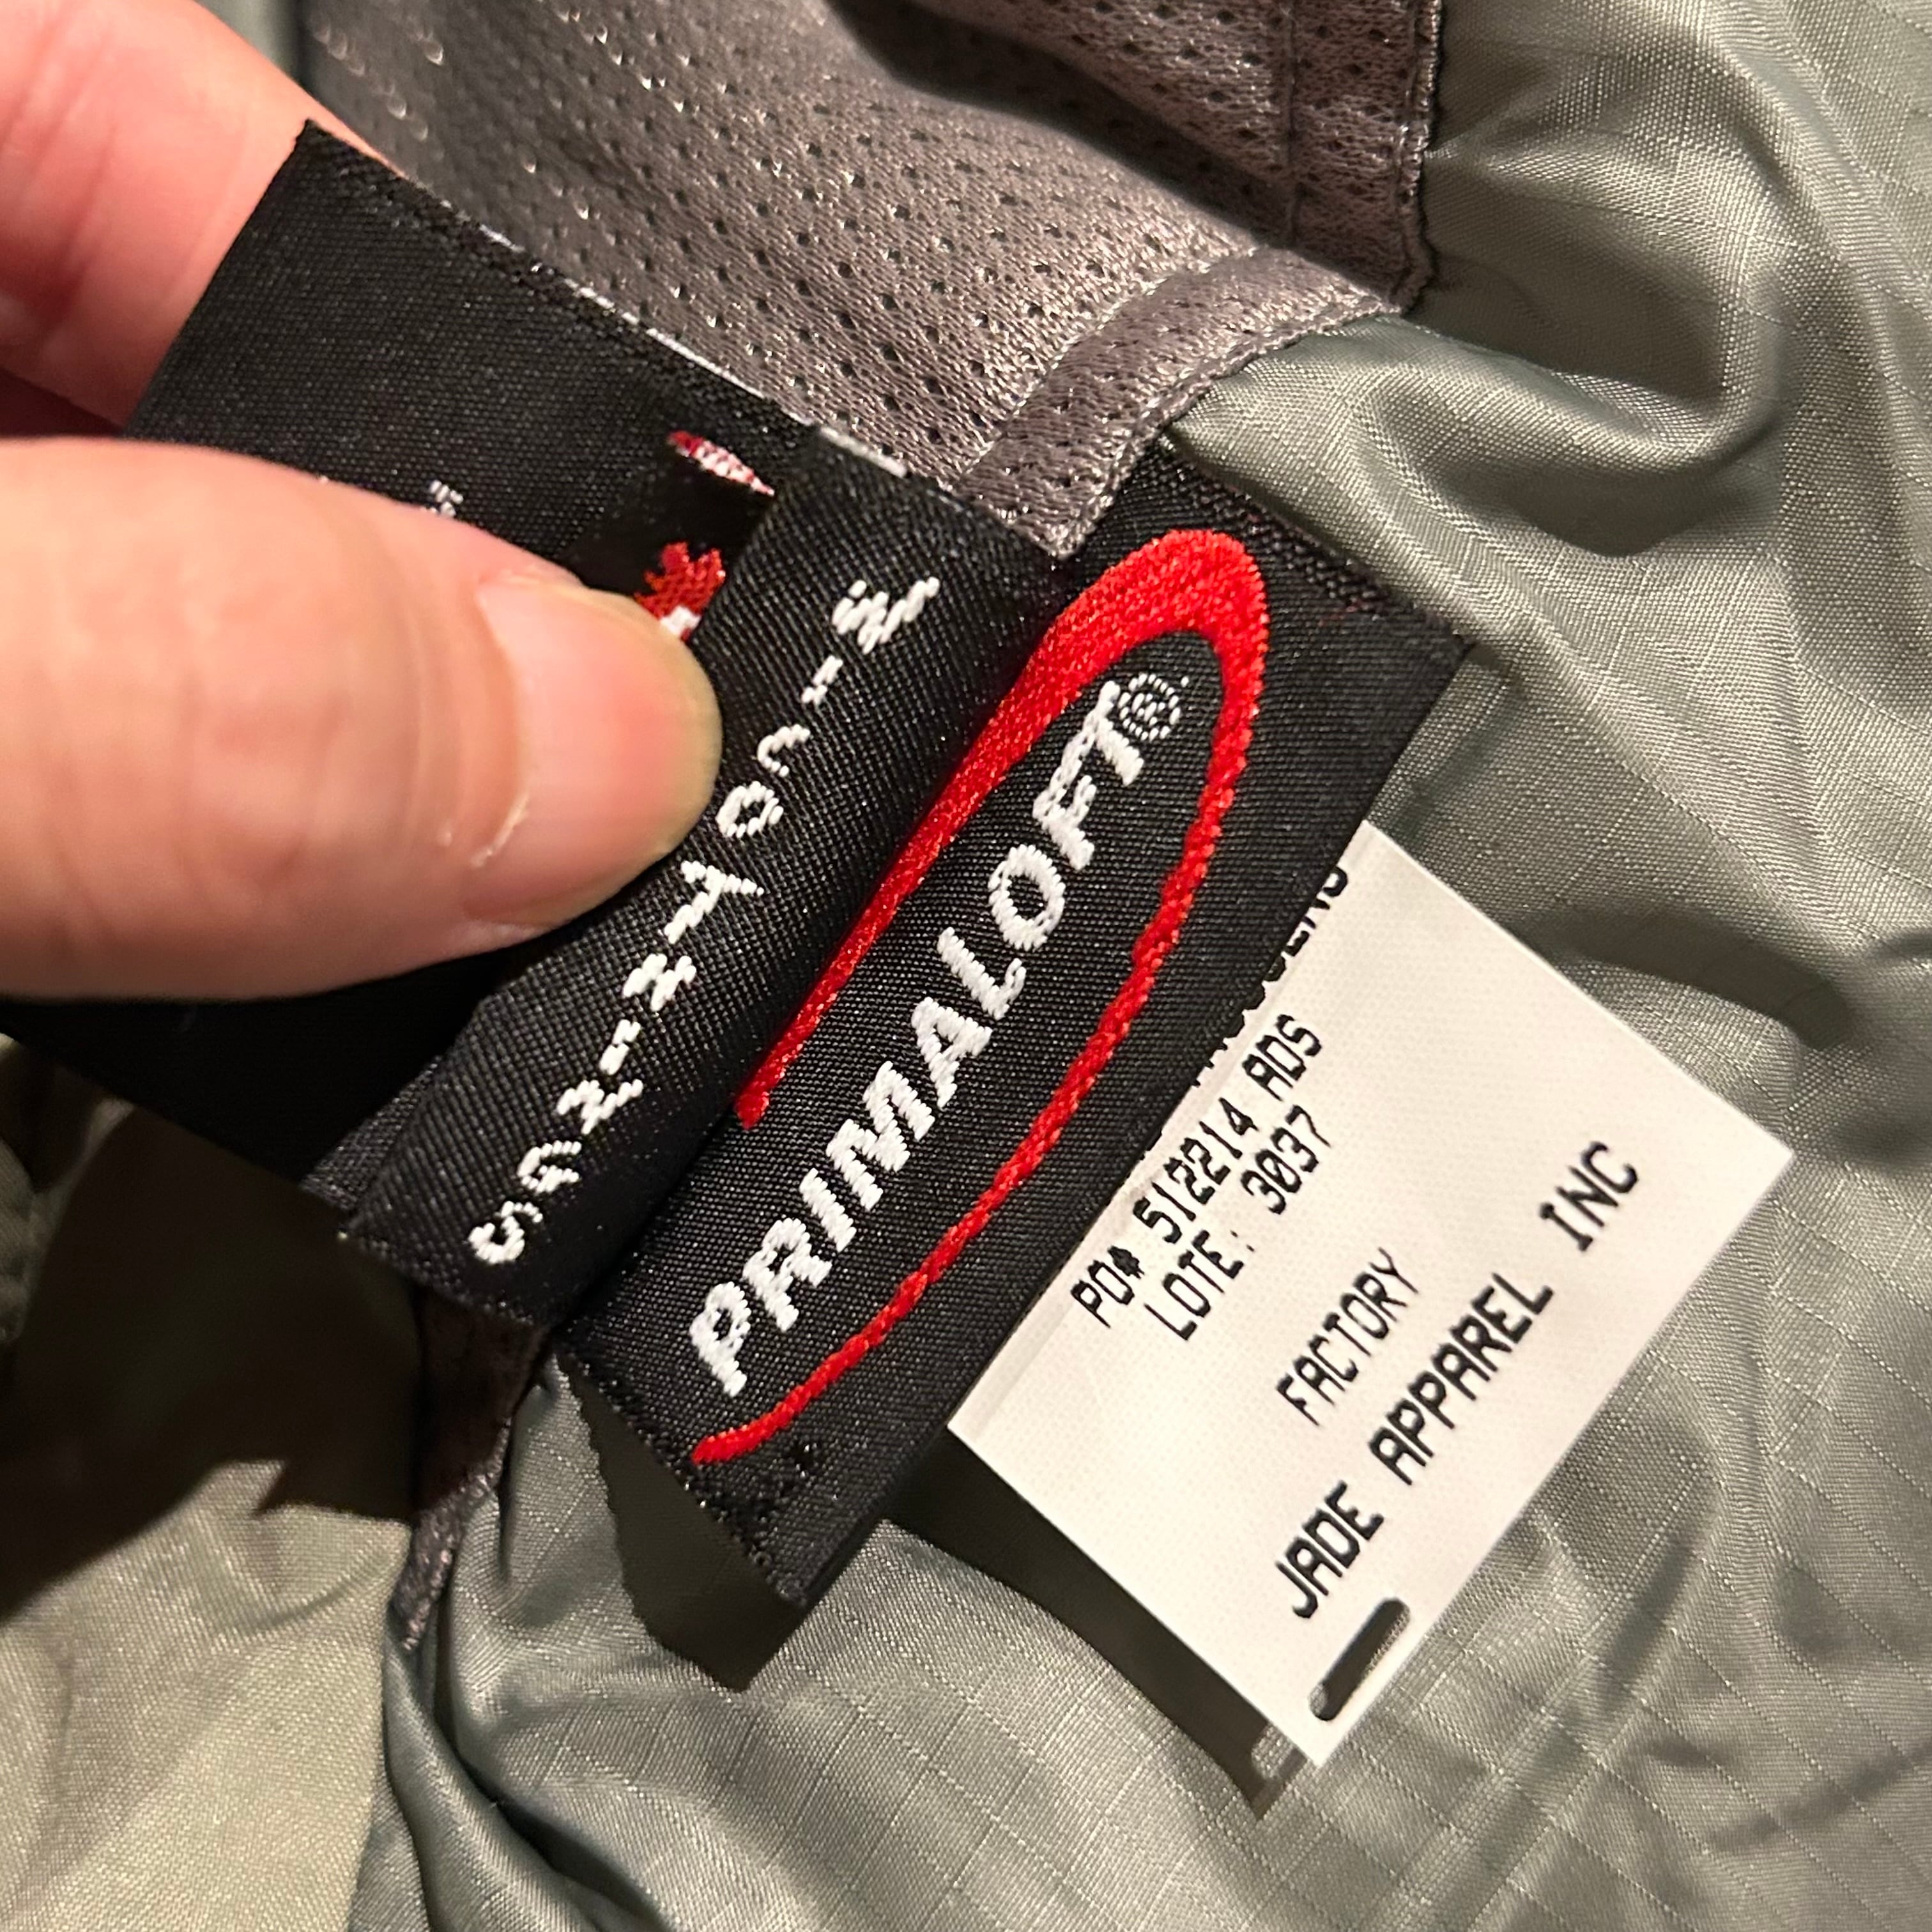 PRIMALOFT®
PO# 512214 ADS
LOTE: 3037
FACTORY
JADE APPAREL INC